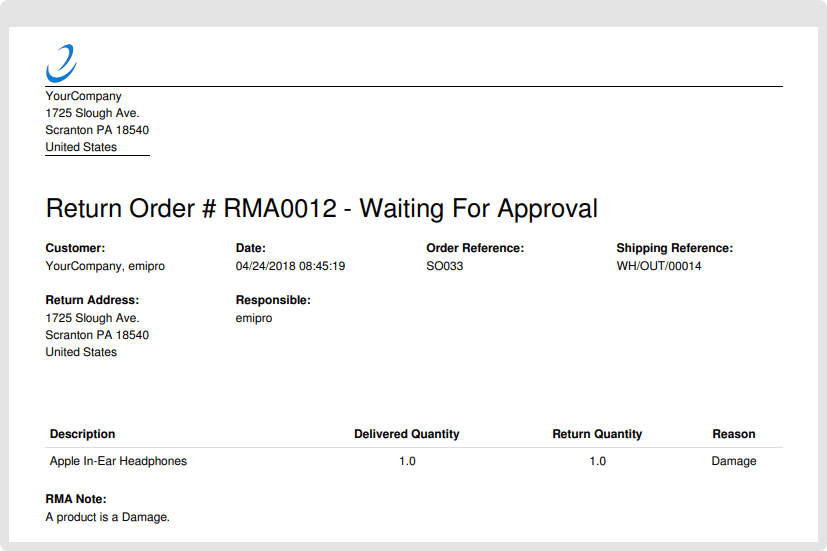 YourCompany
1725 Slough Ave.
Scranton PA 18540
United States
Return Order # RMA0012 - Waiting For Approval
Customer: Date: Order Reference: Shipping Reference:
YourCompany, emipro 04/24/2018 08:45:19 SO033 WH/OUT/00014
Return Address: Responsible:
1725 Slough Ave. emipro
Scranton PA 18540
United States
Description Delivered Quantity Return Quantity Reason
Apple In-Ear Headphones 1.0 1.0 Damage
RMA Note:
A product is a Damage.